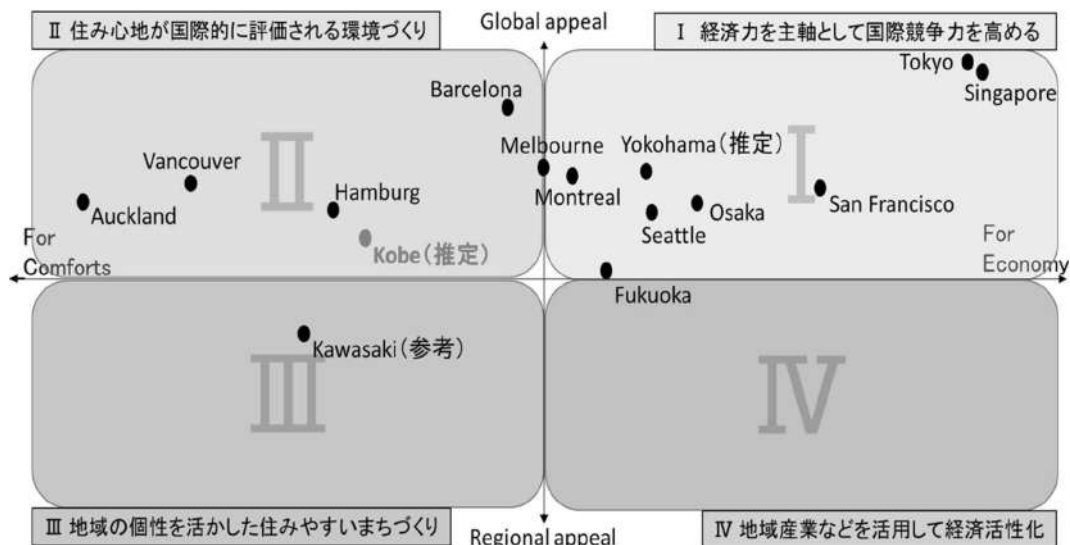 Ⅱ 住み心地が国際的に評価される環境づくり
Global appeal
Ⅰ 経済力を主軸として国際競争力を高める
Tokyo
Singapore
Barcelona
Ⅱ
Ⅰ
Melbourne
Yokohama(推定)
Vancouver
Hamburg
Montreal
San Francisco
Auckland
Osaka
Seattle
Kobe(推定)
For
Comforts
For
Economy
Fukuoka
Kawasaki(参考)
Ⅲ
Ⅳ
Ⅲ 地域の個性を活かした住みやすいまちづくり
Regional appeal
Ⅳ 地域産業などを活用して経済活性化